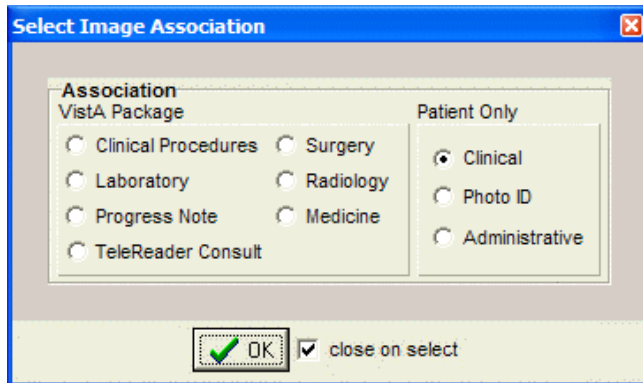 Select Image Association
Association
VistA Package
Patient Only
Clinical Procedures
Surgery
Laboratory
Radiology
Progress Note
Medicine
TeleReader Consult
Clinical
Photo ID
Administrative
OK
close on select